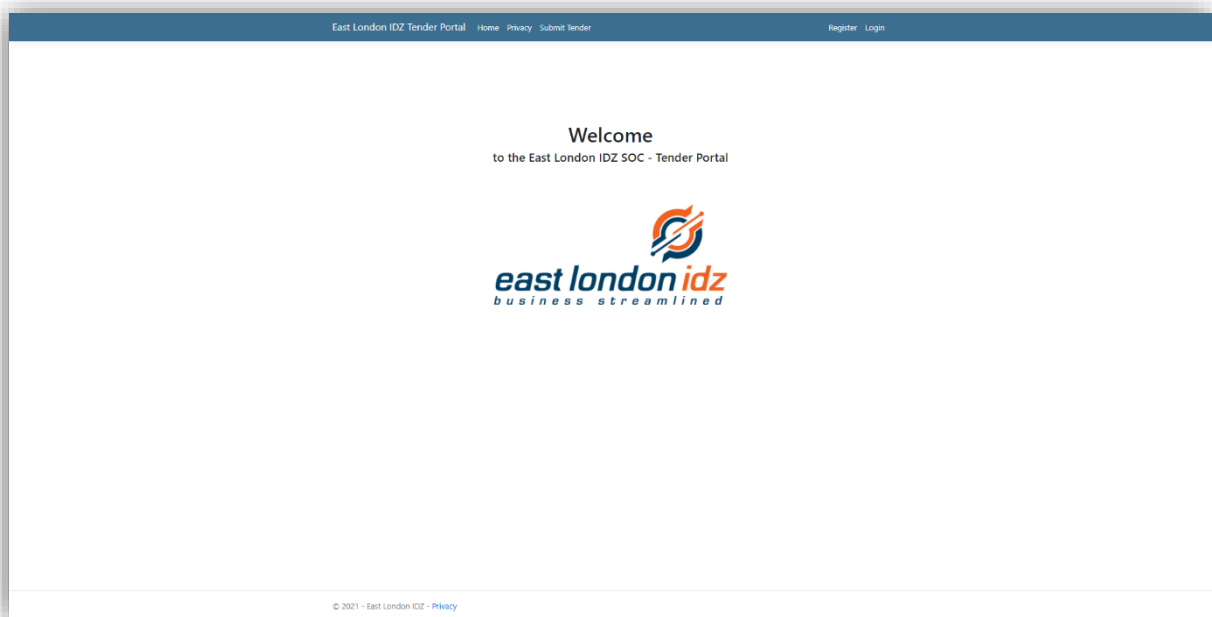 East London IDZ Tender Portal Home Privacy Submit Tender Register Login
Welcome
to the East London IDZ SOC - Tender Portal
east london idz
business streamlined
© 2021 - East London IDZ - Privacy